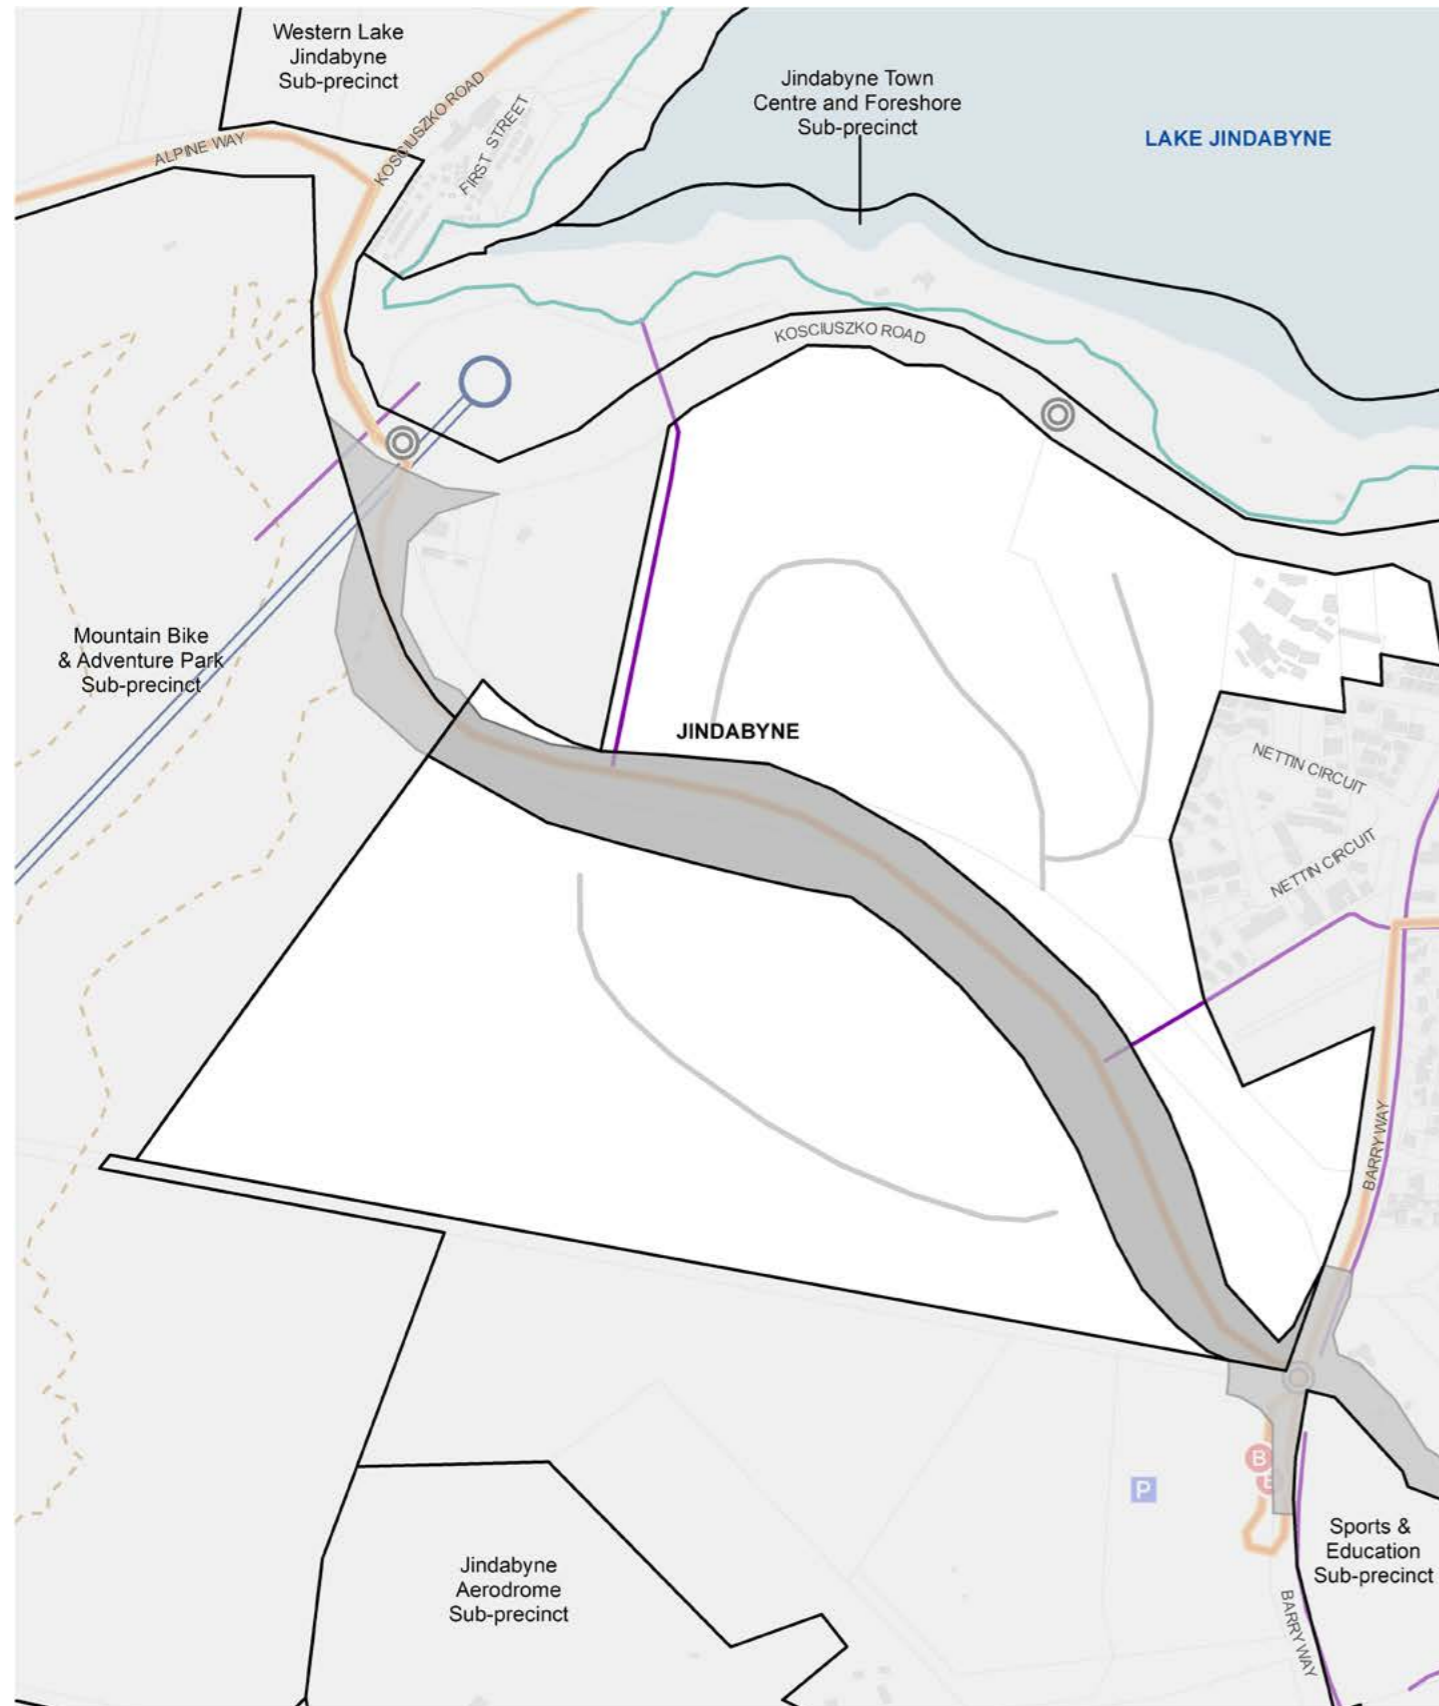 Western Lake
Jindabyne
Sub-precinct
KOSCIUSZKO ROAD
FIRST STREET
ALPINE WAY
Jindabyne Town
Centre and Foreshore
Sub-precinct
LAKE JINDABYNE
KOSCIUSZKO ROAD
Mountain Bike
& Adventure Park
Sub-precinct
JINDABYNE
NETTIN CIRCUIT
NETTIN CIRCUIT
BARRY WAY
B
B
P
Sports &
Education
Sub-precinct
Jindabyne
Aerodrome
Sub-precinct
BARRY WAY